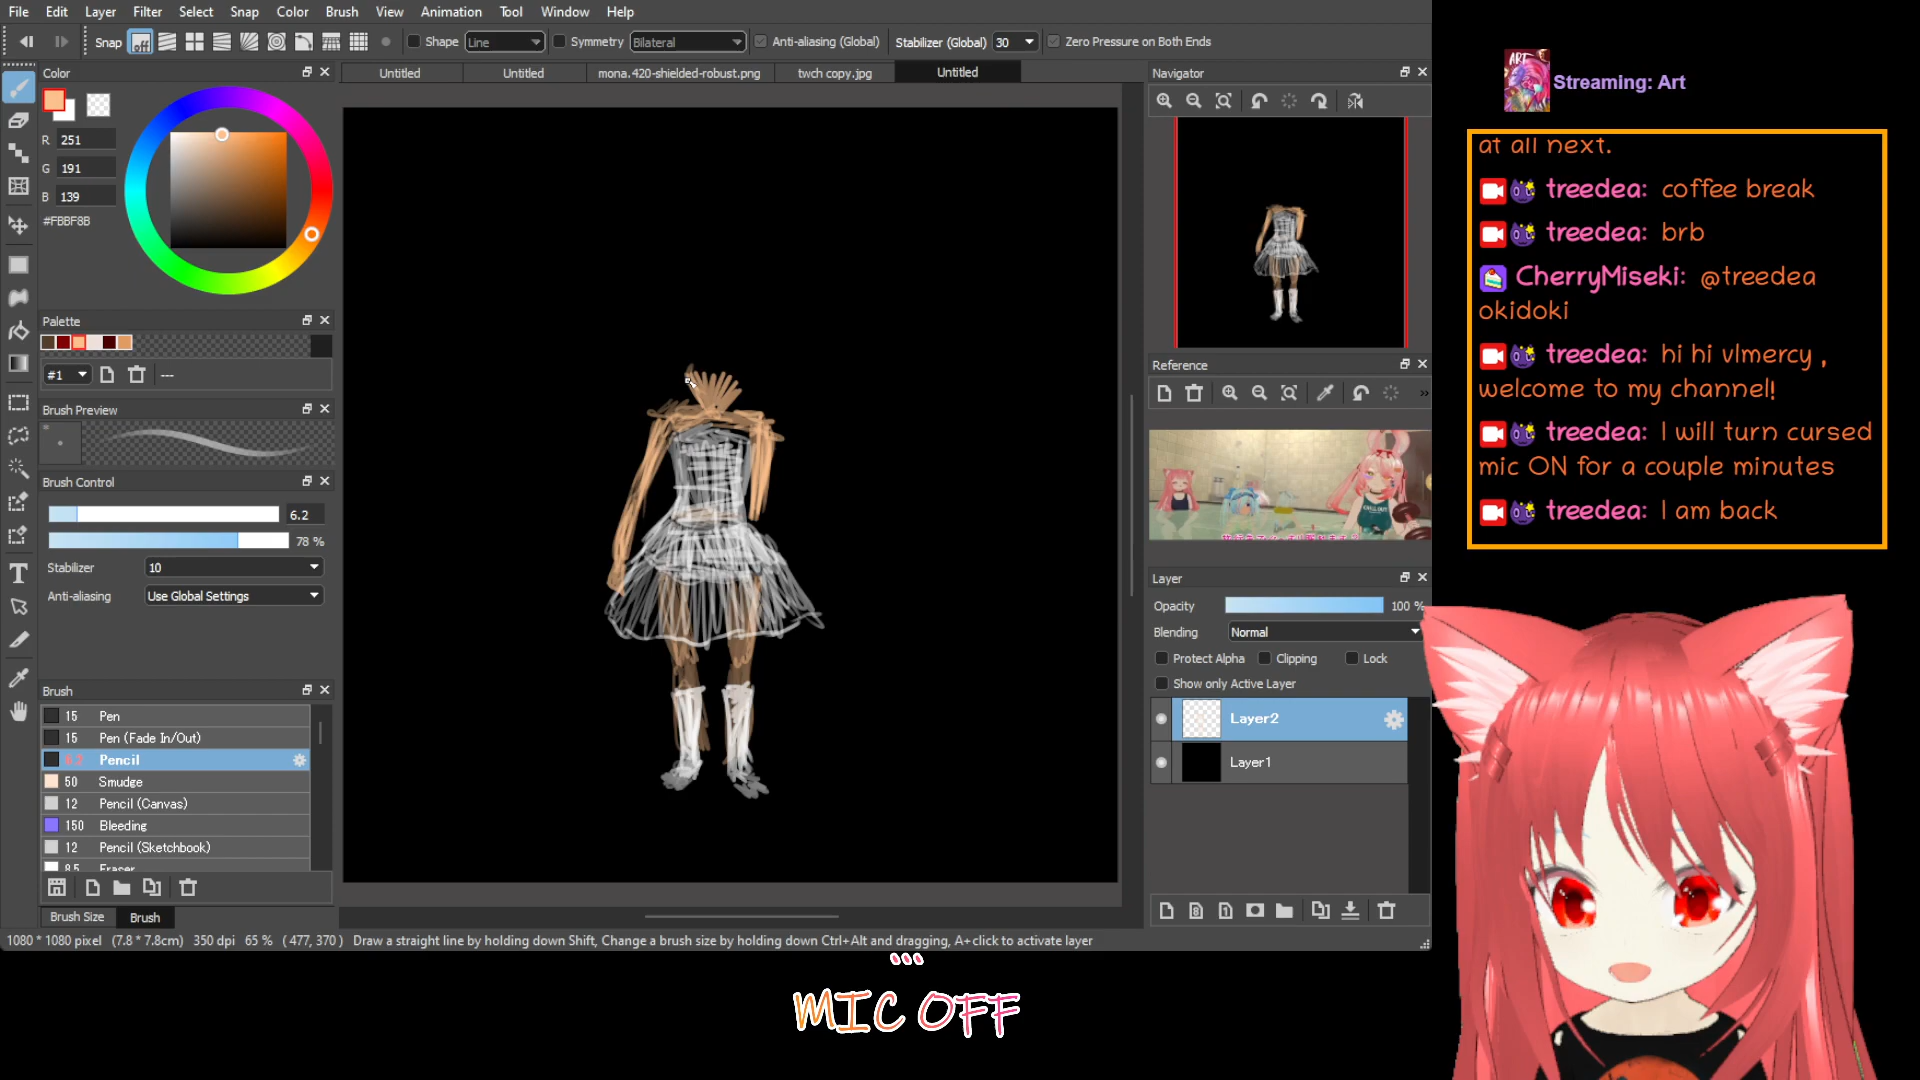 File Edit Layer Filter Select Snap Color Brush View Animation Tool Window Help
Snap off Shape Line Symmetry Bilateral Anti-aliasing (Global) Stabilizer (Global) 30 Zero Pressure on Both Ends
Color
R 251
G 191
B 139
#FBBF8B
Palette
#1 ---
Brush Preview
Brush Control
6.2
78 %
Stabilizer 10
Anti-aliasing Use Global Settings
Brush
15 Pen
15 Pen (Fade In/Out)
6.2 Pencil
50 Smudge
12 Pencil (Canvas)
150 Bleeding
12 Pencil (Sketchbook)
8.5 Eraser
Brush Size Brush
Untitled Untitled mona.420-shielded-robust.png twch copy.jpg Untitled
Navigator
Reference
CHILL OUT
Layer
Opacity 100 %
Blending Normal
Protect Alpha Clipping Lock
Show only Active Layer
Layer2
Layer1
1080 * 1080 pixel (7.8 * 7.8cm) 350 dpi 65 % ( 477, 370 ) Draw a straight line by holding down Shift, Change a brush size by holding down Ctrl+Alt and dragging, A+click to activate layer
ART
Streaming: Art
at all next.
treedea: coffee break
treedea: brb
CherryMiseki: @treedea
okidoki
treedea: hi hi vlmercy ,
welcome to my channel!
treedea: I will turn cursed
mic ON for a couple minutes
treedea: I am back
...
MIC OFF